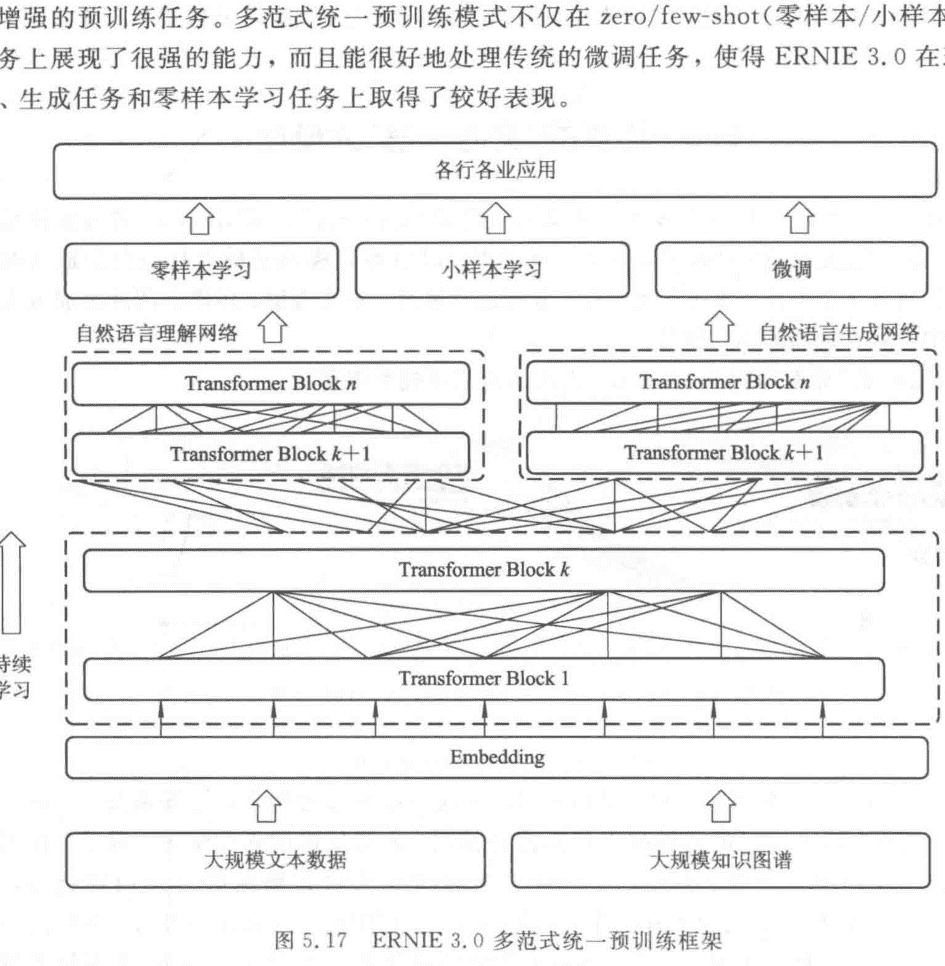 增强的预训练任务。多范式统一预训练模式不仅在 zero/few-shot(零样本/小样本
务上展现了很强的能力,而且能很好地处理传统的微调任务,使得 ERNIE 3.0 在
、生成任务和零样本学习任务上取得了较好表现。
各行各业应用
零样本学习 小样本学习 微调
自然语言理解网络 自然语言生成网络
Transformer Block n Transformer Block n
Transformer Block k+1 Transformer Block k+1
Transformer Block k
持续
学习
Transformer Block 1
Embedding
大规模文本数据 大规模知识图谱
图 5.17 ERNIE 3.0 多范式统一预训练框架